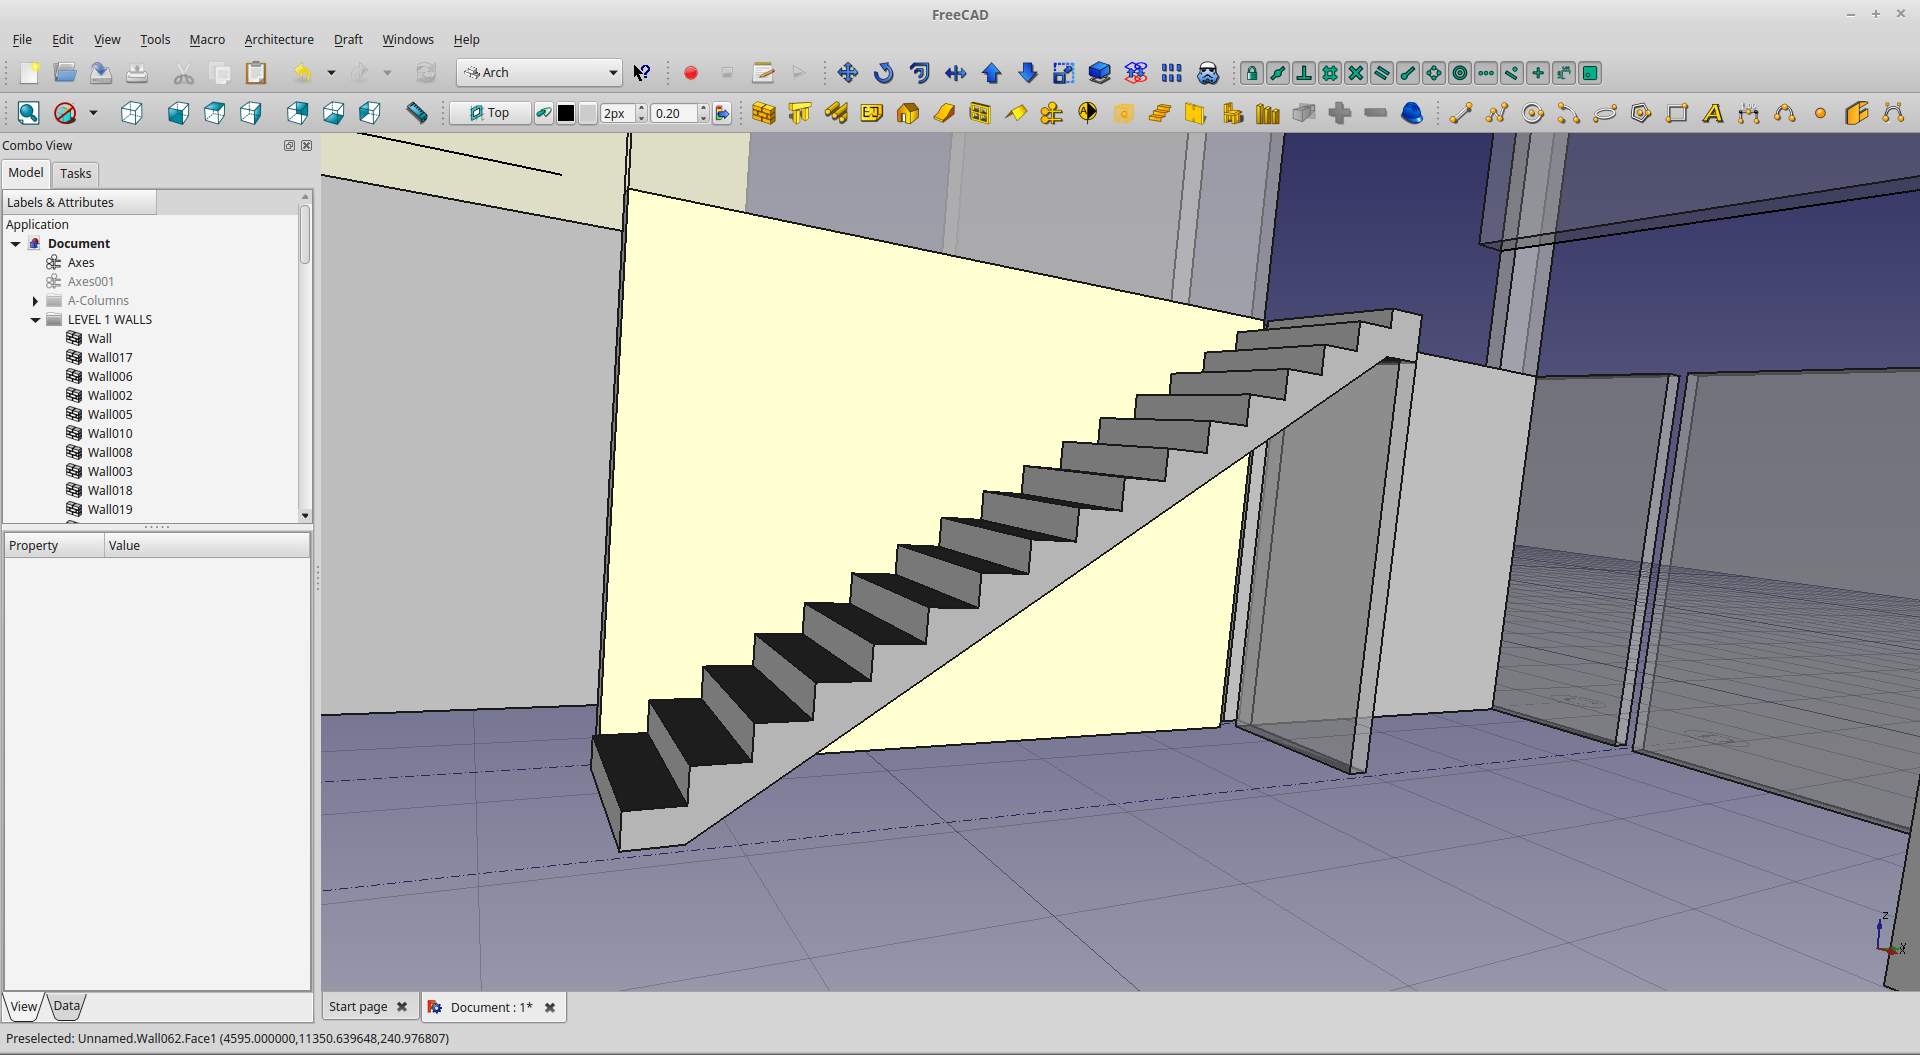 FreeCAD
File Edit View Tools Macro Architecture Draft Windows Help
Arch
Top 2px 0.20
Combo View
Model Tasks
Labels & Attributes
Application
Document
Axes
Axes001
A-Columns
LEVEL 1 WALLS
Wall
Wall017
Wall006
Wall002
Wall005
Wall010
Wall008
Wall003
Wall018
Wall019
Property Value
z
x
View Data
Start page Document : 1*
Preselected: Unnamed.Wall062.Face1 (4595.000000,11350.639648,240.976807)